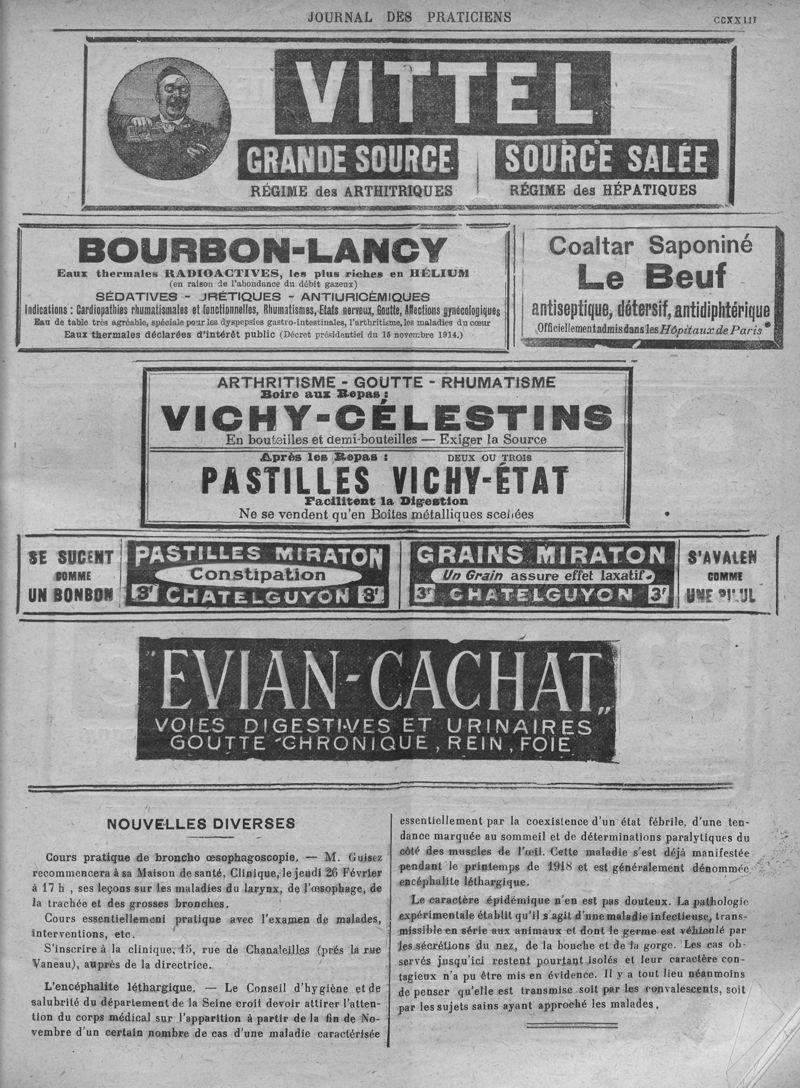 JOURNAL DES PRATICIENS
CCXXIII
VITTEL
GRANDE SOURCE
RÉGIME des ARTHITRIQUES
SOURCE SALÉE
RÉGIME des HÉPATIQUES
BOURBON-LANCY
Eaux thermales RADIOACTIVES, les plus riches en HÉLIUM
(en raison de l'abondance du débit gazeux)
SÉDATIVES - JRÉTIQUES - ANTIURICÉMIQUES
Indications : Cardiopathies rhumatismales et fonctionnelles, Rhumatismes, Etats nerveux, Goutte, Affections gynécologiques
Eau de table très agréable, spéciale pour les dyspepsies gastro-intestinales, l'arthritisme, les maladies du cœur
Eaux thermales déclarées d'intérêt public (Décret présidentiel du 15 novembre 1914.)
Coaltar Saponiné
Le Beuf
antiseptique, détersif, antidiphtérique
Officiellement admis dans les Hôpitaux de Paris
ARTHRITISME - GOUTTE - RHUMATISME
Boire aux Repas :
VICHY-CÉLESTINS
En bouteilles et demi-bouteilles — Exiger la Source
Après les Repas : DEUX OU TROIS
PASTILLES VICHY-ÉTAT
Facilitent la Digestion
Ne se vendent qu'en Boîtes métalliques scellées
SE SUCENT
COMME
UN BONBON
PASTILLES MIRATON
Constipation
3f CHATELGUYON 3f
GRAINS MIRATON
Un Grain assure effet laxatif
3f CHATELGUYON 3f
S'AVALEN
COMME
UNE PILUL
"EVIAN-CACHAT„
VOIES DIGESTIVES ET URINAIRES
GOUTTE CHRONIQUE, REIN, FOIE
NOUVELLES DIVERSES
Cours pratique de broncho œsophagoscopie. — M. Guisez
recommencera à sa Maison de santé, Clinique, le jeudi 26 Février
à 17 h , ses leçons sur les maladies du larynx, de l'œsophage, de
la trachée et des grosses bronches.
Cours essentiellement pratique avec l'examen de malades,
interventions, etc.
S'inscrire à la clinique, 15, rue de Chanaleilles (prés la rue
Vaneau), auprès de la directrice.
L'encéphalite léthargique. — Le Conseil d'hygiène et de
salubrité du département de la Seine croit devoir attirer l'atten-
tion du corps médical sur l'apparition à partir de la fin de No-
vembre d'un certain nombre de cas d'une maladie caractérisée
essentiellement par la coexistence d'un état fébrile, d'une ten-
dance marquée au sommeil et de déterminations paralytiques du
côté des muscles de l'œil. Cette maladie s'est déjà manifestée
pendant le printemps de 1918 et est généralement dénommée
encéphalite léthargique.
Le caractère épidémique n'en est pas douteux. La pathologie
expérimentale établit qu'il s'agit d'une maladie infectieuse, trans-
missible en série aux animaux et dont le germe est véhiculé par
les sécrétions du nez, de la bouche et de la gorge. Les cas ob-
servés jusqu'ici restent pourtant isolés et leur caractère con-
tagieux n'a pu être mis en évidence. Il y a tout lieu néanmoins
de penser qu'elle est transmise soit par les convalescents, soit
par les sujets sains ayant approché les malades.